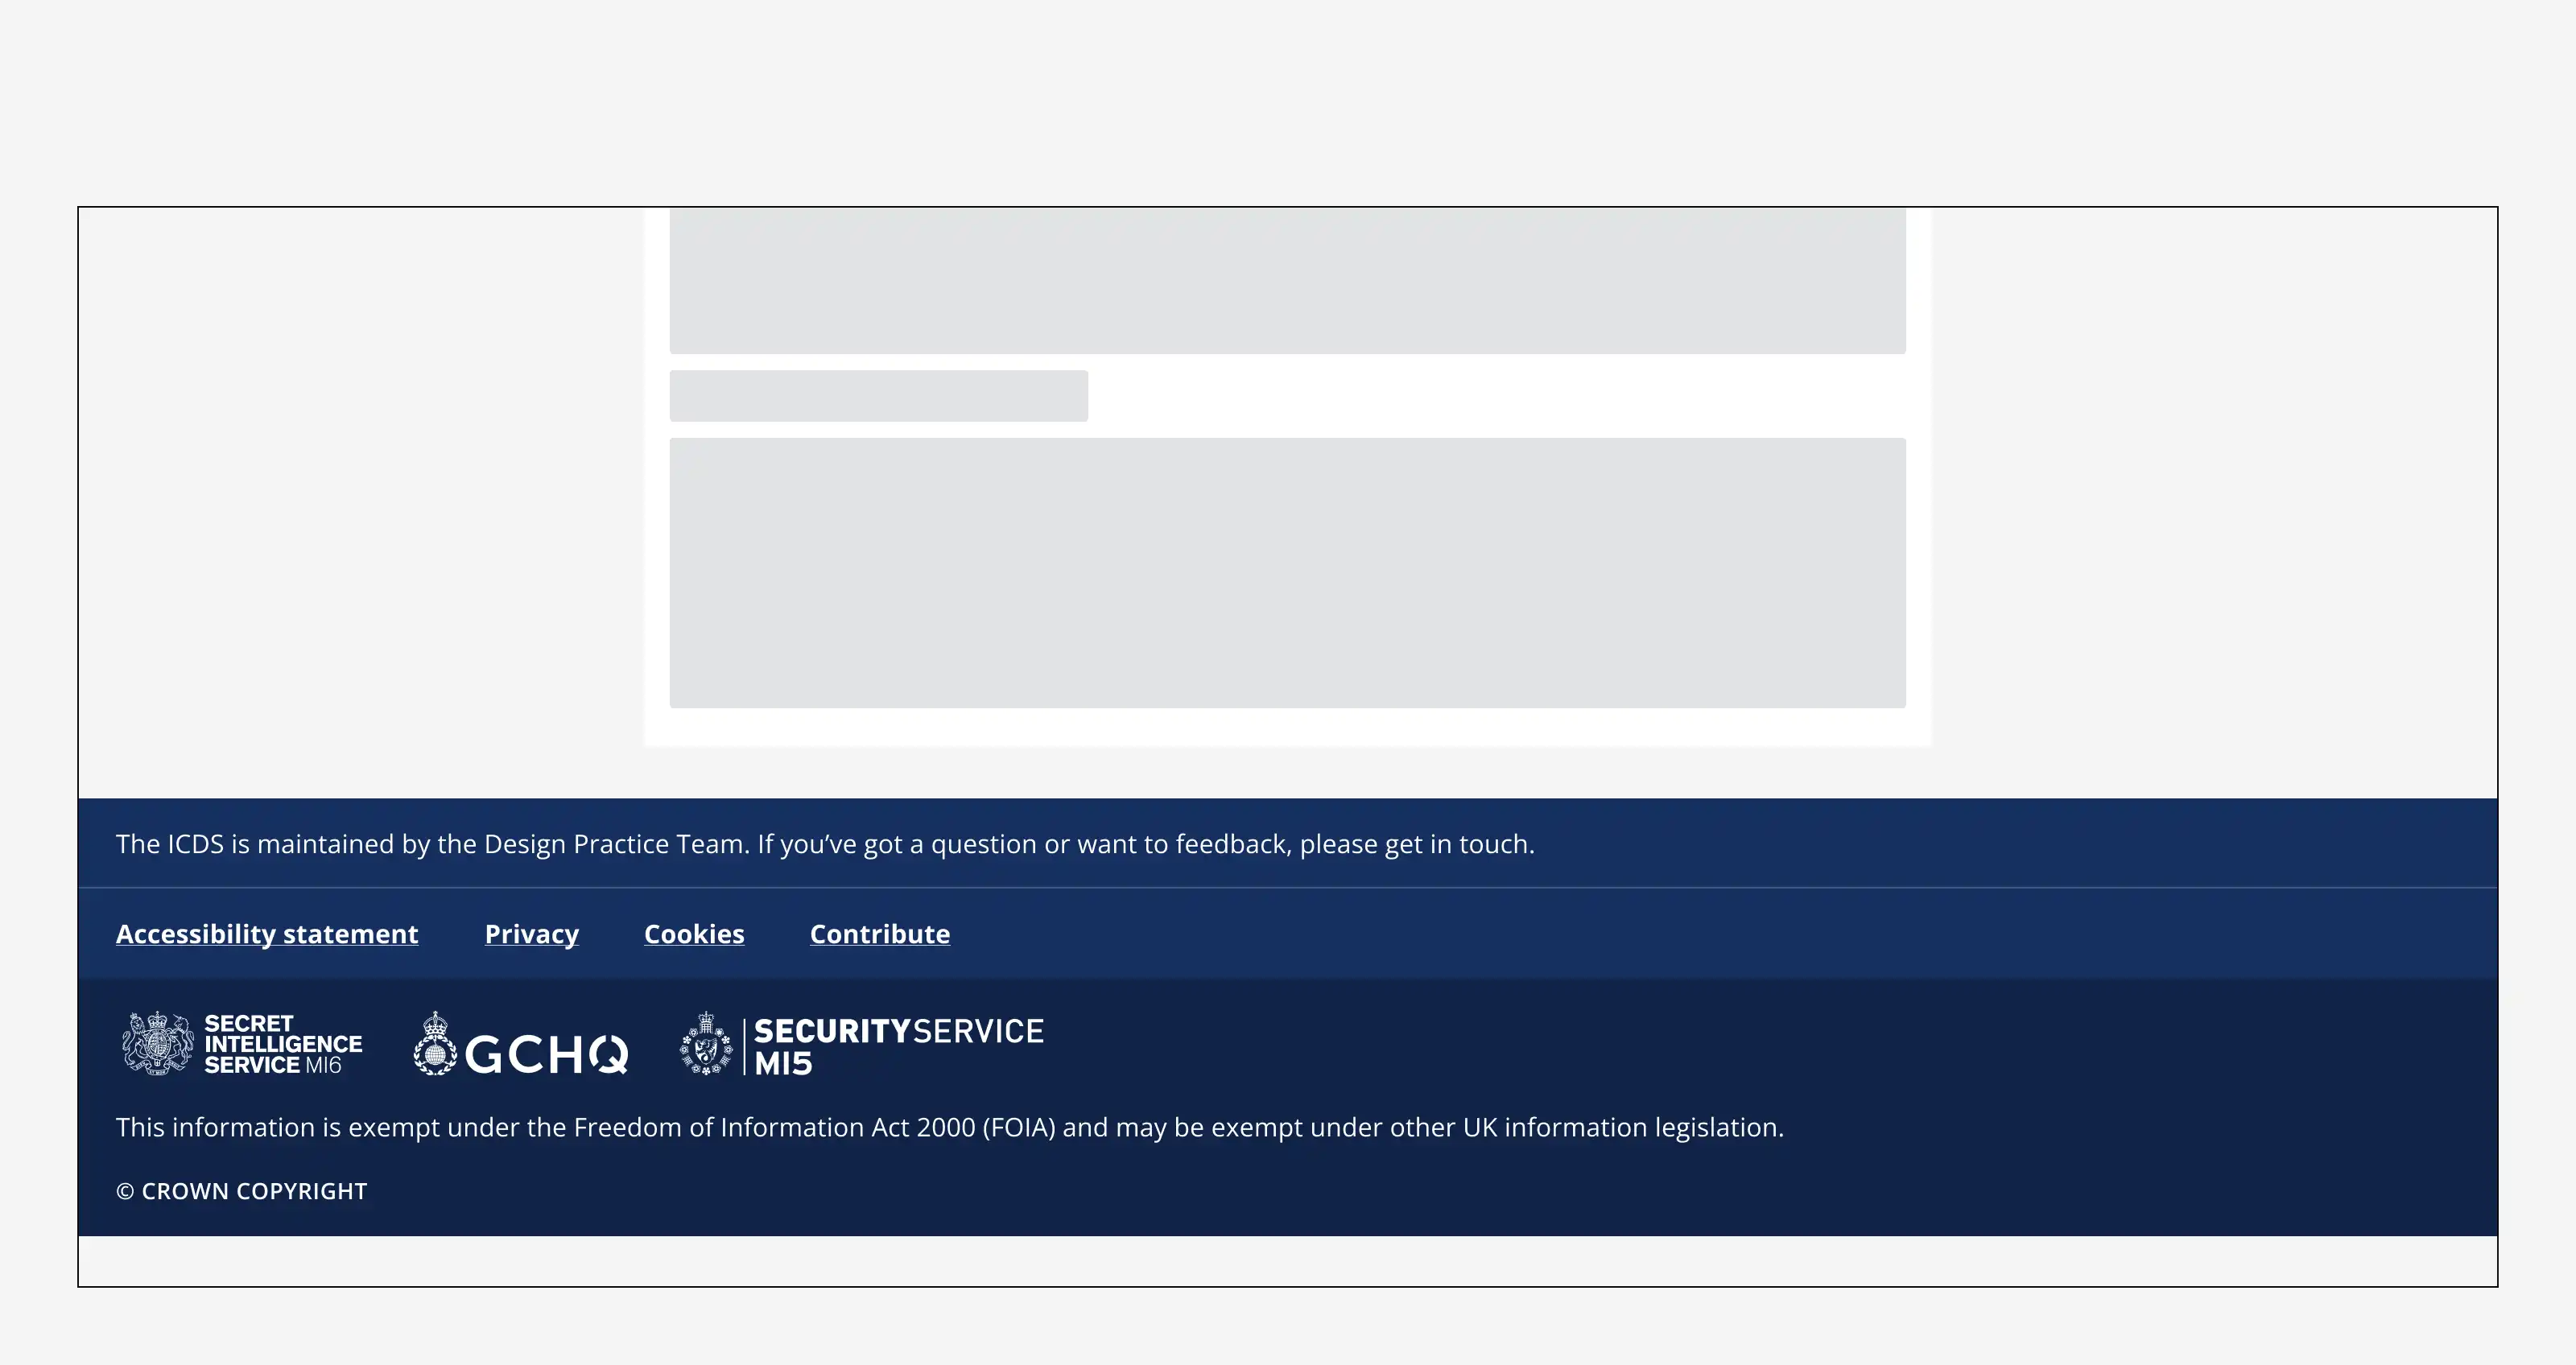 The ICDS is maintained by the Design Practice Team. If you’ve got a question or want to feedback, please get in touch.
Accessibility statement Privacy Cookies Contribute
SECRET
INTELLIGENCE
SERVICE MI6
GCHQ
SECURITYSERVICE
MI5
This information is exempt under the Freedom of Information Act 2000 (FOIA) and may be exempt under other UK information legislation.
© CROWN COPYRIGHT